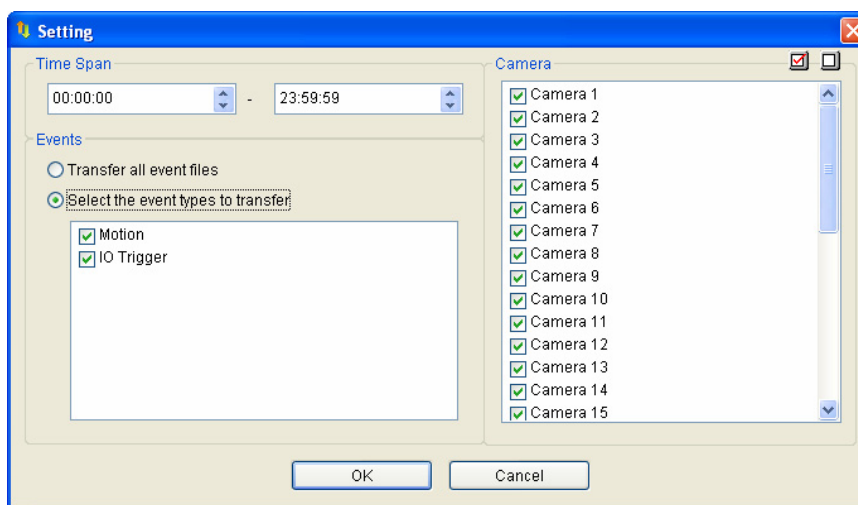 Setting
Time Span
00:00:00 - 23:59:59
Events
Transfer all event files
Select the event types to transfer
Motion
IO Trigger
Camera
Camera 1
Camera 2
Camera 3
Camera 4
Camera 5
Camera 6
Camera 7
Camera 8
Camera 9
Camera 10
Camera 11
Camera 12
Camera 13
Camera 14
Camera 15
OK
Cancel